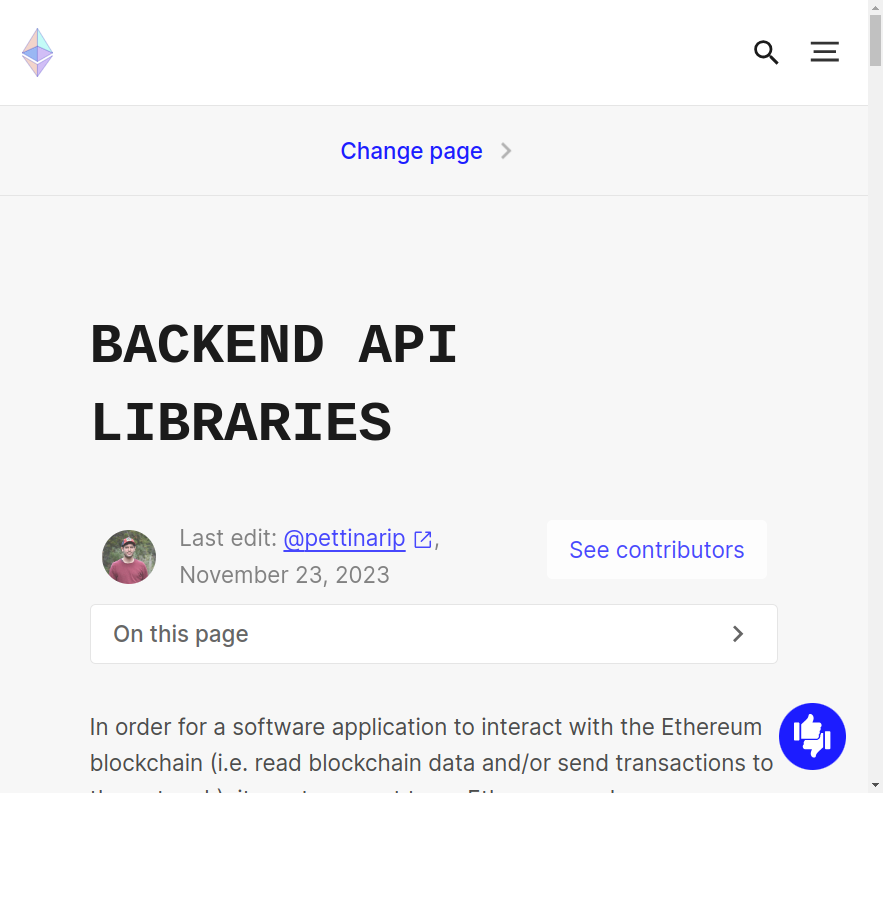 Change page
BACKEND API
LIBRARIES
Last edit: @pettinarip,
November 23, 2023
See contributors
On this page
In order for a software application to interact with the Ethereum
blockchain (i.e. read blockchain data and/or send transactions to